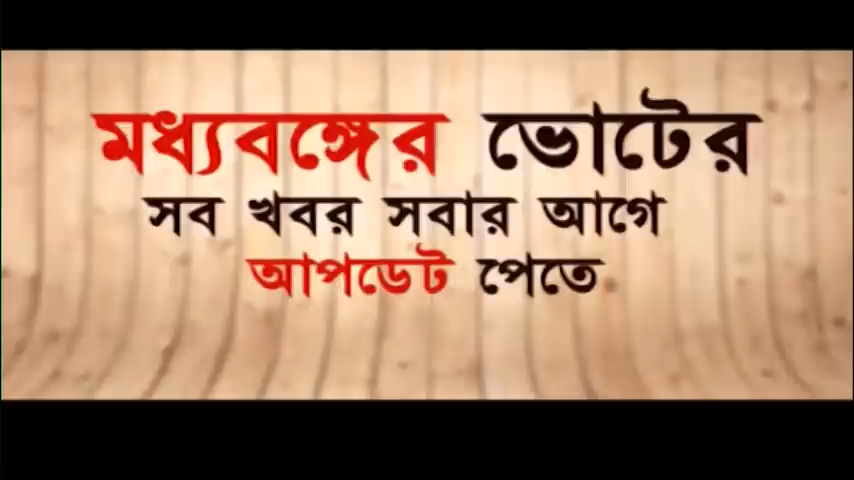 মধ্যবঙ্গের ভোটের
সব খবর সবার আগে
আপডেট পেতে